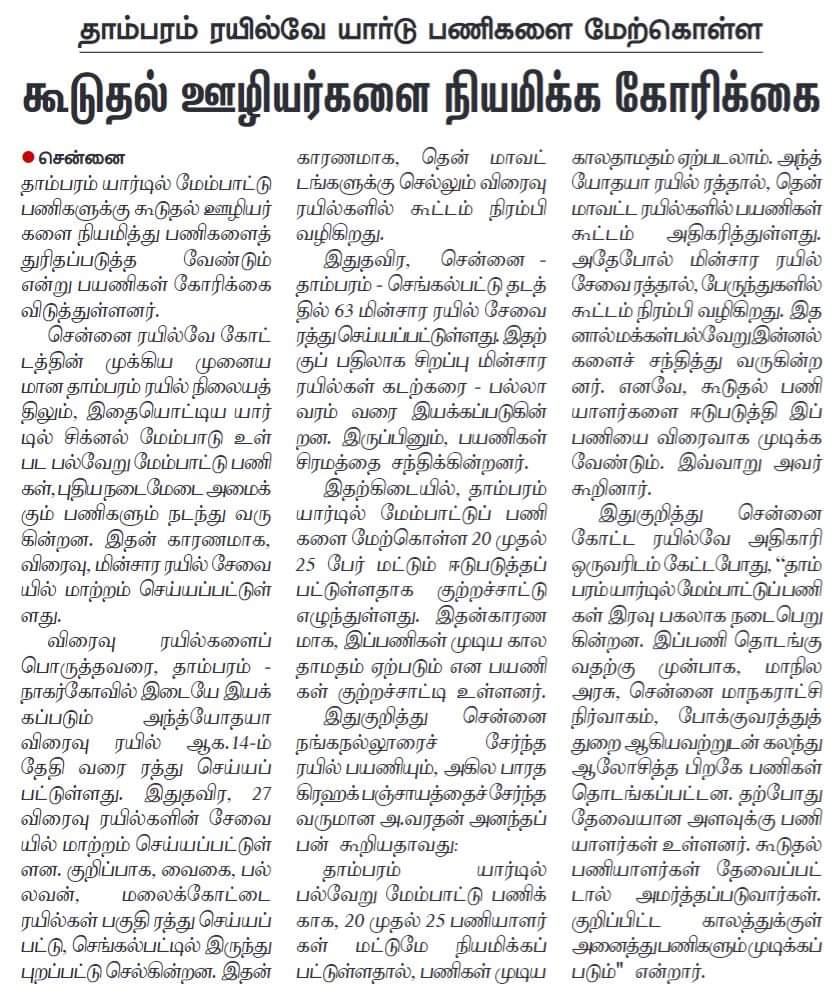 தாம்பரம் ரயில்வே யார்டு பணிகளை மேற்கொள்ள
கூடுதல் ஊழியர்களை நியமிக்க கோரிக்கை
●சென்னை
தாம்பரம் யார்டில் மேம்பாட்டு
பணிகளுக்கு கூடுதல் ஊழியர்
களை நியமித்து பணிகளைத்
துரிதப்படுத்த வேண்டும்
என்று பயணிகள் கோரிக்கை
விடுத்துள்ளனர்.
சென்னை ரயில்வே கோட்
டத்தின் முக்கிய முனைய
மான தாம்பரம் ரயில் நிலையத்
திலும், இதையொட்டிய யார்
டில் சிக்னல் மேம்பாடு உள்
பட பல்வேறு மேம்பாட்டு பணி
கள், புதிய நடைமேடை அமைக்
கும் பணிகளும் நடந்து வரு
கின்றன. இதன் காரணமாக,
விரைவு, மின்சார ரயில் சேவை
யில் மாற்றம் செய்யப்பட்டுள்
ளது.
விரைவு ரயில்களைப்
பொருத்தவரை, தாம்பரம் -
நாகர்கோவில் இடையே இயக்
கப்படும் அந்த்யோதயா
விரைவு ரயில் ஆக.14-ம்
தேதி வரை ரத்து செய்யப்
பட்டுள்ளது. இதுதவிர, 27
விரைவு ரயில்களின் சேவை
யில் மாற்றம் செய்யப்பட்டுள்
ளன. குறிப்பாக, வைகை, பல்
லவன், மலைக்கோட்டை
ரயில்கள் பகுதி ரத்து செய்யப்
பட்டு, செங்கல்பட்டில் இருந்து
புறப்பட்டு செல்கின்றன. இதன்
காரணமாக, தென் மாவட்
டங்களுக்கு செல்லும் விரைவு
ரயில்களில் கூட்டம் நிரம்பி
வழிகிறது.
இதுதவிர, சென்னை -
தாம்பரம் - செங்கல்பட்டு தடத்
தில் 63 மின்சார ரயில் சேவை
ரத்து செய்யப்பட்டுள்ளது. இதற்
குப் பதிலாக சிறப்பு மின்சார
ரயில்கள் கடற்கரை - பல்லா
வரம் வரை இயக்கப்படுகின்
றன. இருப்பினும், பயணிகள்
சிரமத்தை சந்திக்கின்றனர்.
இதற்கிடையில், தாம்பரம்
யார்டில் மேம்பாட்டுப் பணி
களை மேற்கொள்ள 20 முதல்
25 பேர் மட்டும் ஈடுபடுத்தப்
பட்டுள்ளதாக குற்றச்சாட்டு
எழுந்துள்ளது. இதன்காரண
மாக, இப்பணிகள் முடிய கால
தாமதம் ஏற்படும் என பயணி
கள் குற்றச்சாட்டி உள்ளனர்.
இதுகுறித்து சென்னை
நங்கநல்லூரைச் சேர்ந்த
ரயில் பயணியும், அகில பாரத
கிரஹக் பஞ்சாயத்தைச் சேர்ந்த
வருமான அ.வரதன் அனந்தப்
பன் கூறியதாவது:
தாம்பரம் யார்டில்
பல்வேறு மேம்பாட்டு பணிக்
காக, 20 முதல் 25 பணியாளர்
கள் மட்டுமே நியமிக்கப்
பட்டுள்ளதால், பணிகள் முடிய
காலதாமதம் ஏற்படலாம். அந்த்
யோதயா ரயில் ரத்தால், தென்
மாவட்ட ரயில்களில் பயணிகள்
கூட்டம் அதிகரித்துள்ளது.
அதேபோல் மின்சார ரயில்
சேவை ரத்தால், பேருந்துகளில்
கூட்டம் நிரம்பி வழிகிறது. இத
னால் மக்கள் பல்வேறு இன்னல்
களைச் சந்தித்து வருகின்ற
னர். எனவே, கூடுதல் பணி
யாளர்களை ஈடுபடுத்தி இப்
பணியை விரைவாக முடிக்க
வேண்டும். இவ்வாறு அவர்
கூறினார்.
இதுகுறித்து சென்னை
கோட்ட ரயில்வே அதிகாரி
ஒருவரிடம் கேட்டபோது, “தாம்
பரம் யார்டில் மேம்பாட்டுப் பணி
கள் இரவு பகலாக நடைபெறு
கின்றன. இப்பணி தொடங்கு
வதற்கு முன்பாக, மாநில
அரசு, சென்னை மாநகராட்சி
நிர்வாகம், போக்குவரத்துத்
துறை ஆகியவற்றுடன் கலந்து
ஆலோசித்த பிறகே பணிகள்
தொடங்கப்பட்டன. தற்போது
தேவையான அளவுக்கு பணி
யாளர்கள் உள்ளனர். கூடுதல்
பணியாளர்கள் தேவைப்பட்
டால் அமர்த்தப்படுவார்கள்.
குறிப்பிட்ட காலத்துக்குள்
அனைத்து பணிகளும் முடிக்கப்
படும்" என்றார்.